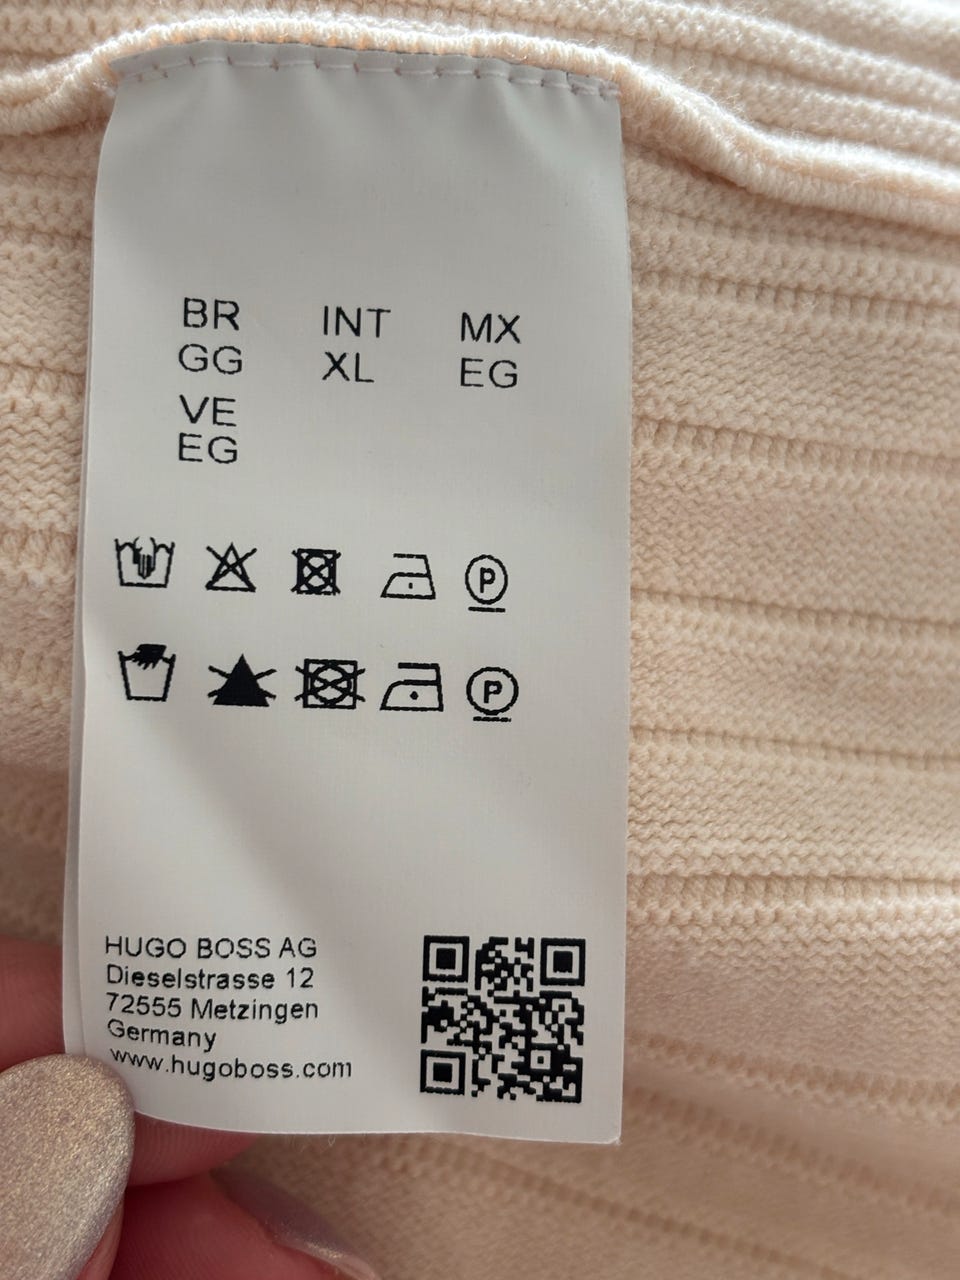 BR INT MX
GG XL EG
VE
EG
P
P
HUGO BOSS AG
Dieselstrasse 12
72555 Metzingen
Germany
www.hugoboss.com